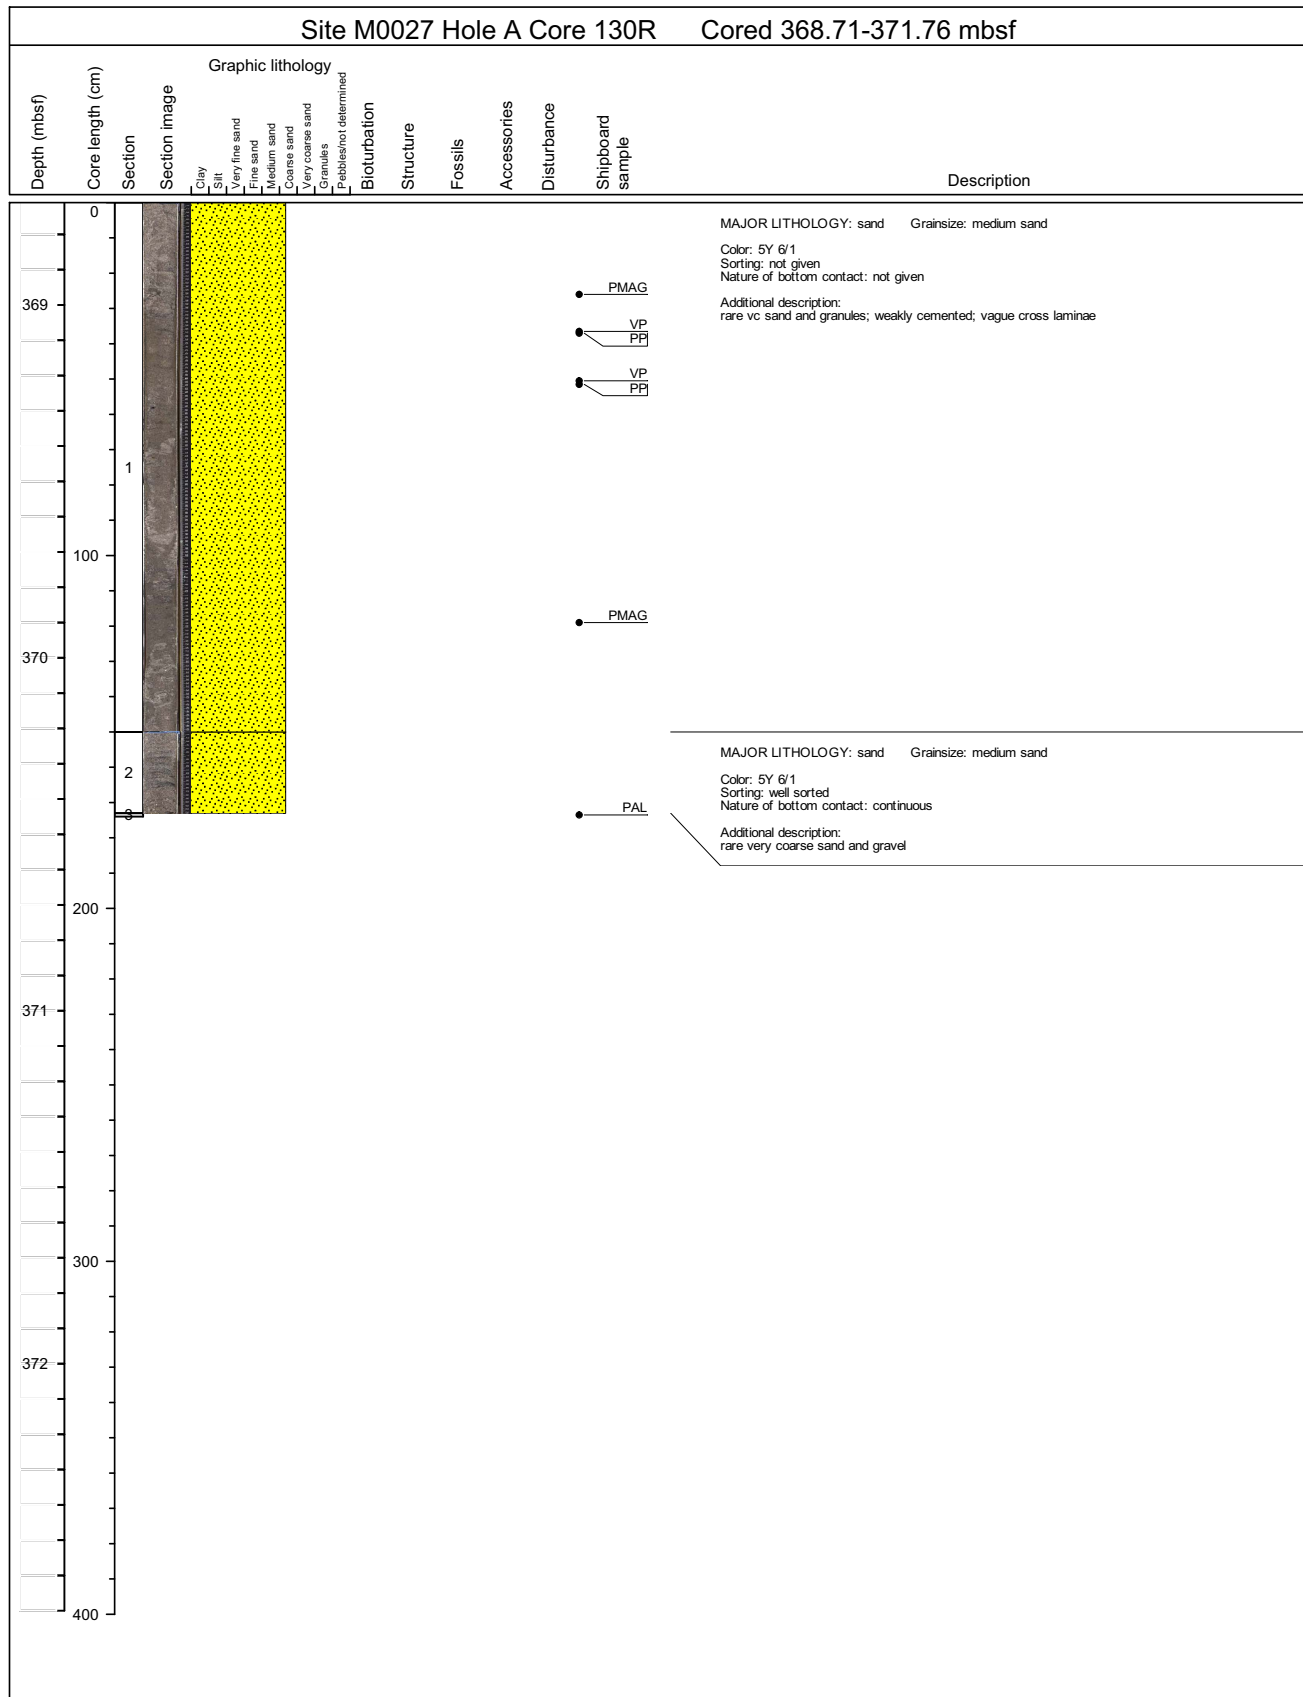 Site M0027 Hole A Core 130R Cored 368.71-371.76 mbsf
Depth (mbsf)
Core length (cm)
Section
Section image
Graphic lithology
Clay
Silt
Very fine sand
Fine sand
Medium sand
Coarse sand
Very coarse sand
Granules
Pebbles/not determined
Bioturbation
Structure
Fossils
Accessories
Disturbance
Shipboard
sample
Description
0
MAJOR LITHOLOGY: sand Grainsize: medium sand
Color: 5Y 6/1
Sorting: not given
Nature of bottom contact: not given
Additional description:
rare vc sand and granules; weakly cemented; vague cross laminae
PMAG
369
VP
PP
VP
PP
1
100
PMAG
370
MAJOR LITHOLOGY: sand Grainsize: medium sand
Color: 5Y 6/1
Sorting: well sorted
Nature of bottom contact: continuous
Additional description:
rare very coarse sand and gravel
2
PAL
3
200
371
300
372
400